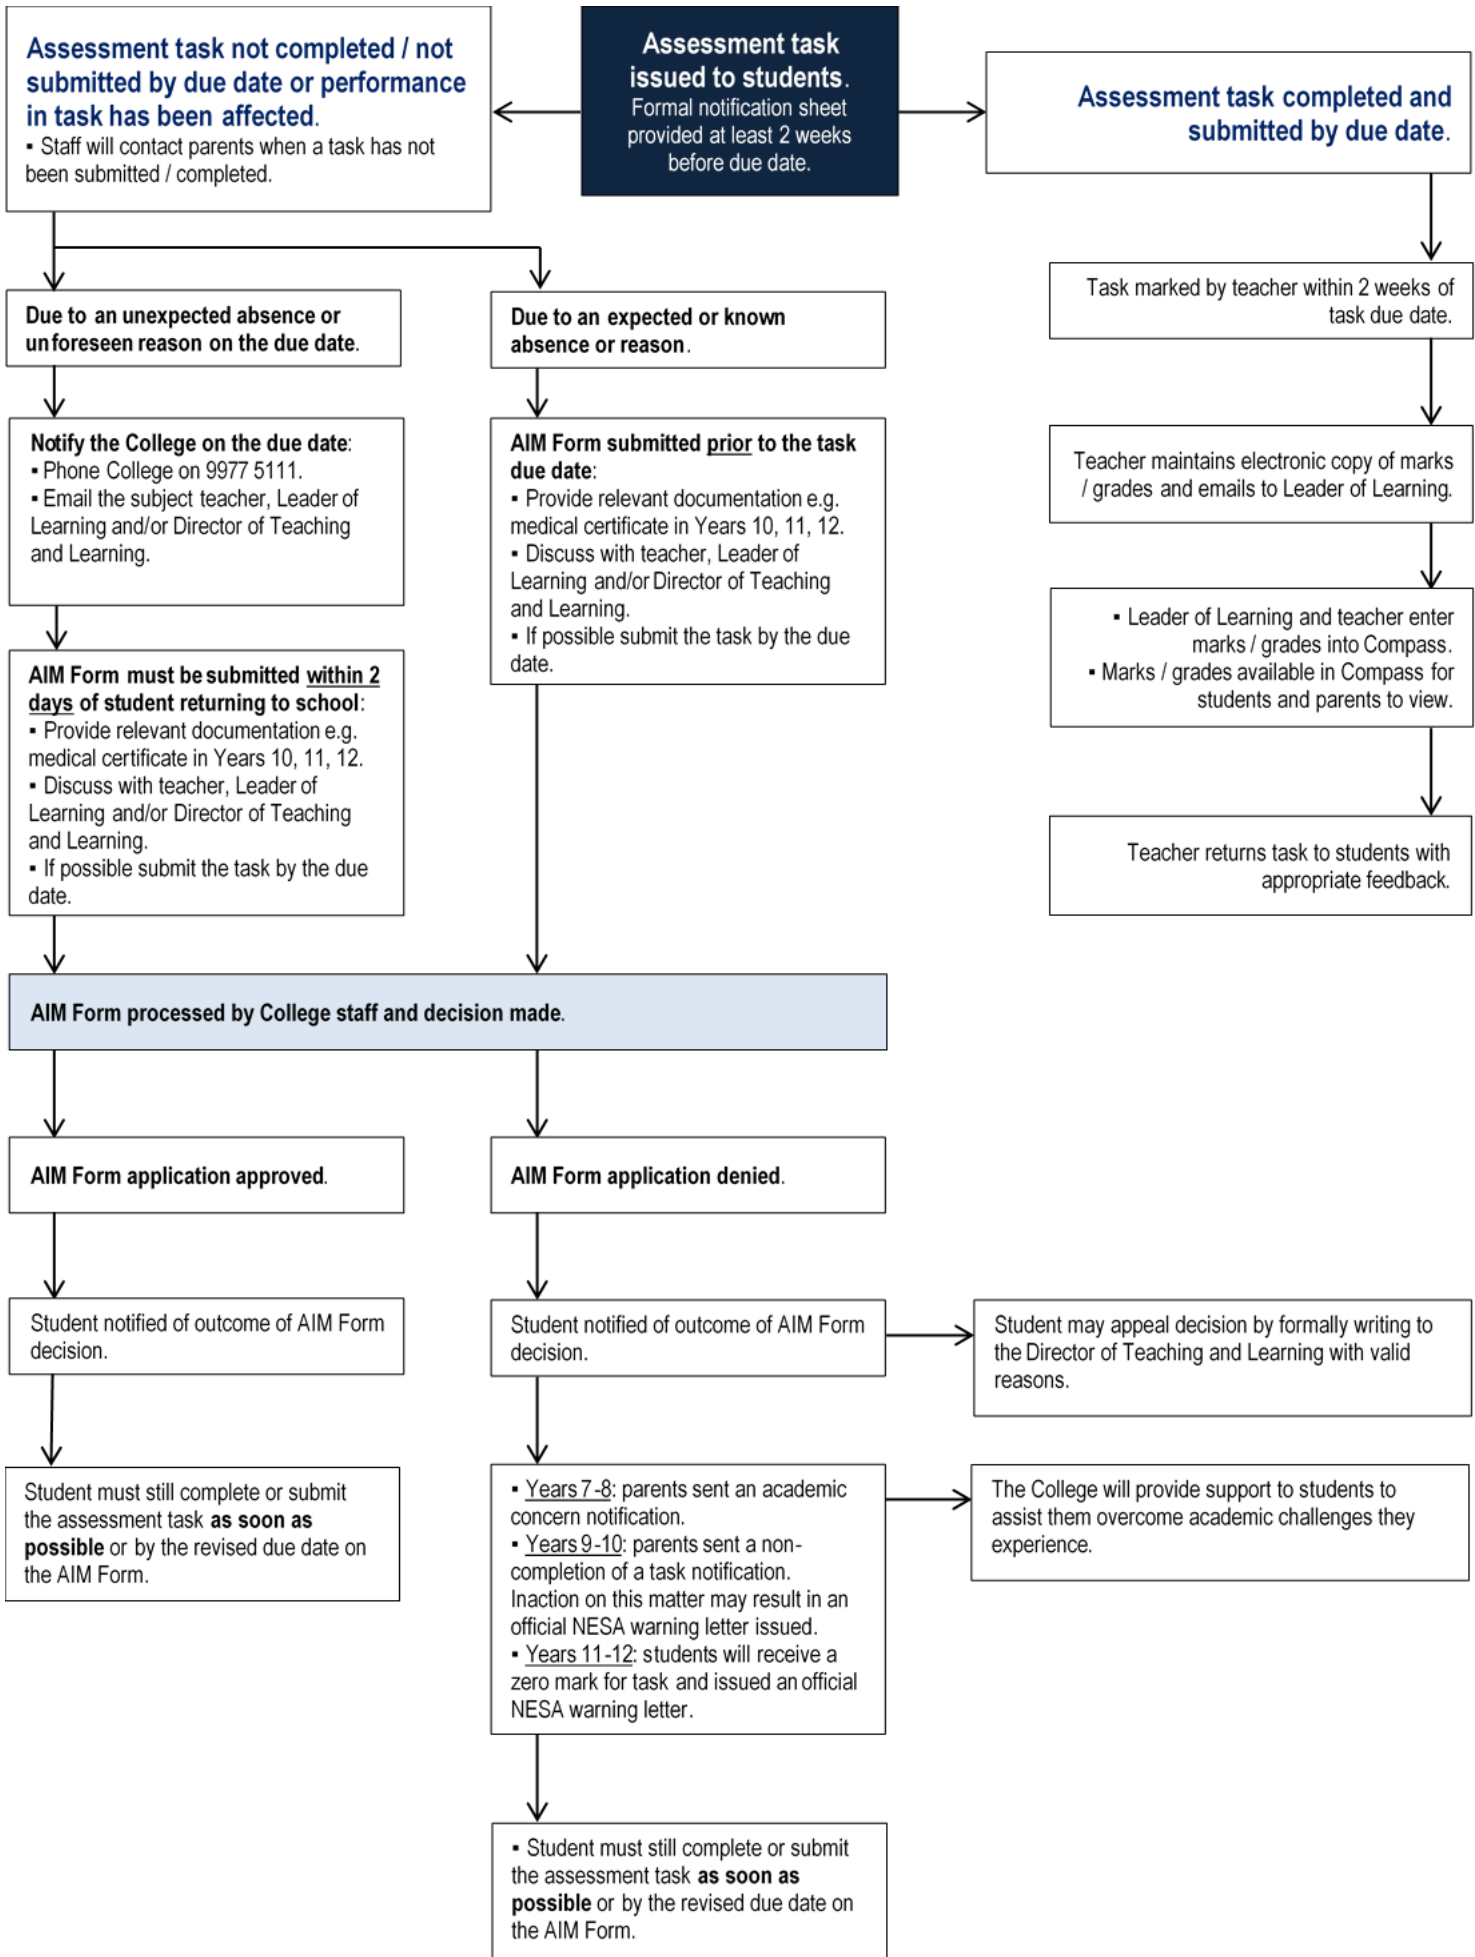 Assessment task not completed / not
submitted by due date or performance
in task has been affected.
▪ Staff will contact parents when a task has not
been submitted / completed.
Assessment task
issued to students.
Formal notification sheet
provided at least 2 weeks
before due date.
Assessment task completed and
submitted by due date.
Due to an unexpected absence or
unforeseen reason on the due date.
Due to an expected or known
absence or reason.
Task marked by teacher within 2 weeks of
task due date.
Notify the College on the due date:
▪ Phone College on 9977 5111.
▪ Email the subject teacher, Leader of
Learning and/or Director of Teaching
and Learning.
AIM Form submitted prior to the task
due date:
▪ Provide relevant documentation e.g.
medical certificate in Years 10, 11, 12.
▪ Discuss with teacher, Leader of
Learning and/or Director of Teaching
and Learning.
▪ If possible submit the task by the due
date.
Teacher maintains electronic copy of marks
/ grades and emails to Leader of Learning.
▪ Leader of Learning and teacher enter
marks / grades into Compass.
▪ Marks / grades available in Compass for
students and parents to view.
AIM Form must be submitted within 2
days of student returning to school:
▪ Provide relevant documentation e.g.
medical certificate in Years 10, 11, 12.
▪ Discuss with teacher, Leader of
Learning and/or Director of Teaching
and Learning.
▪ If possible submit the task by the due
date.
Teacher returns task to students with
appropriate feedback.
AIM Form processed by College staff and decision made.
AIM Form application approved.
AIM Form application denied.
Student notified of outcome of AIM Form
decision.
Student notified of outcome of AIM Form
decision.
Student may appeal decision by formally writing to
the Director of Teaching and Learning with valid
reasons.
Student must still complete or submit
the assessment task as soon as
possible or by the revised due date on
the AIM Form.
▪ Years 7-8: parents sent an academic
concern notification.
▪ Years 9-10: parents sent a non-
completion of a task notification.
Inaction on this matter may result in an
official NESA warning letter issued.
▪ Years 11-12: students will receive a
zero mark for task and issued an official
NESA warning letter.
The College will provide support to students to
assist them overcome academic challenges they
experience.
▪ Student must still complete or submit
the assessment task as soon as
possible or by the revised due date on
the AIM Form.